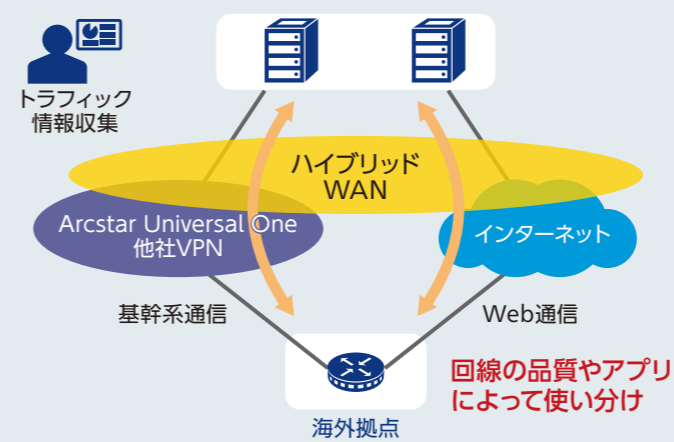 トラフィック
情報収集
ハイブリッド
WAN
Arcstar Universal One
他社VPN
インターネット
基幹系通信
Web通信
回線の品質やアプリ
によって使い分け
海外拠点